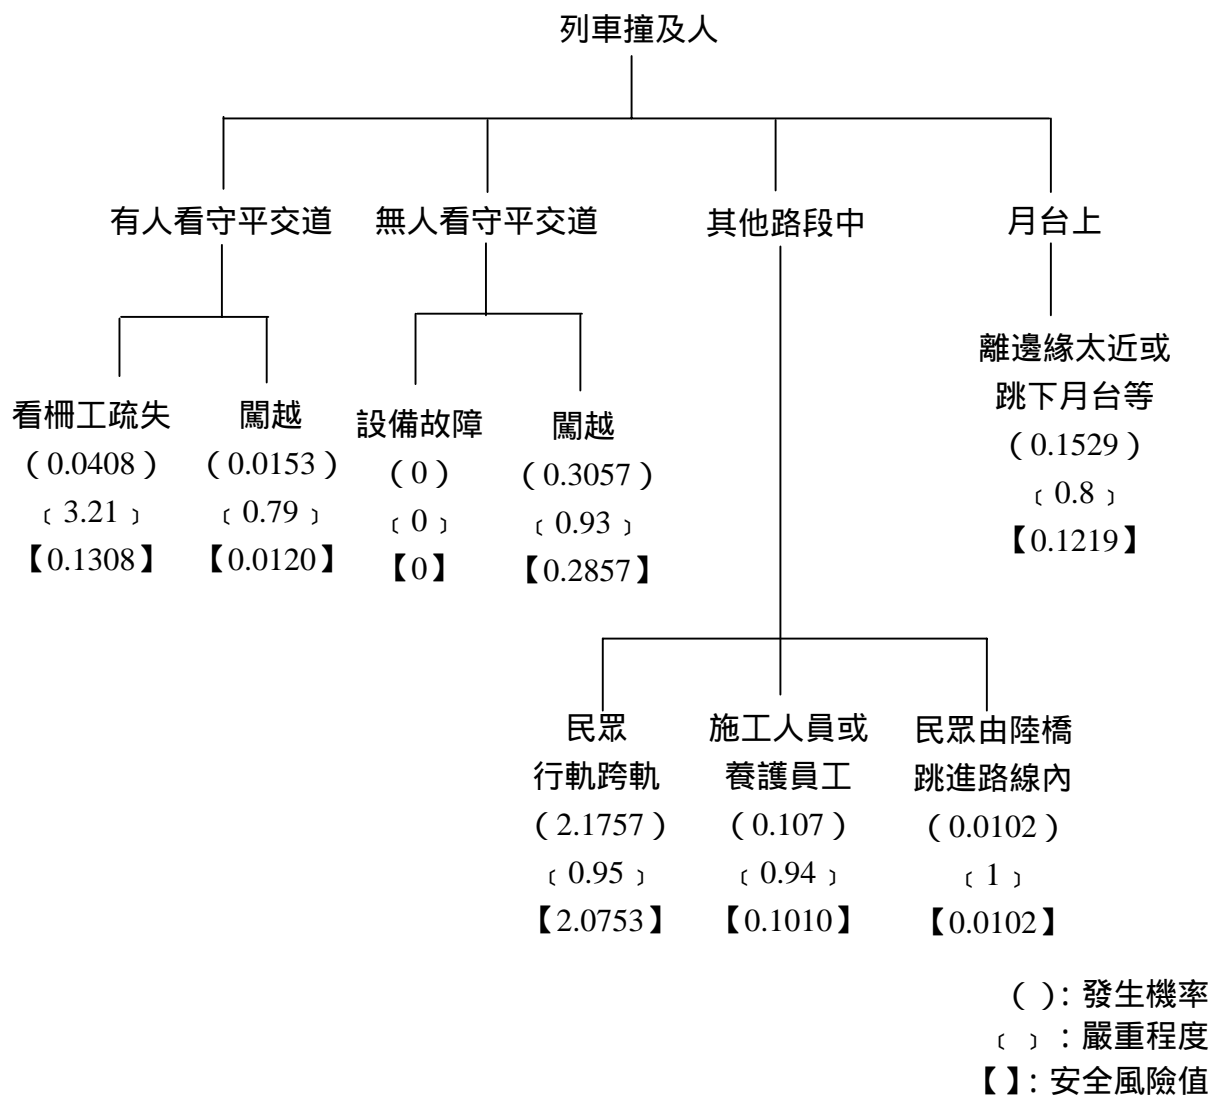 列車撞及人
有人看守平交道
無人看守平交道
其他路段中
月台上
看柵工疏失
(0.0408)
﹝3.21﹞
【0.1308】
闖越
(0.0153)
﹝0.79﹞
【0.0120】
設備故障
(0)
﹝0﹞
【0】
闖越
(0.3057)
﹝0.93﹞
【0.2857】
離邊緣太近或
跳下月台等
(0.1529)
﹝0.8﹞
【0.1219】
民眾
行軌跨軌
(2.1757)
﹝0.95﹞
【2.0753】
施工人員或
養護員工
(0.107)
﹝0.94﹞
【0.1010】
民眾由陸橋
跳進路線內
(0.0102)
﹝1﹞
【0.0102】
( ):發生機率
﹝ ﹞:嚴重程度
【】:安全風險值